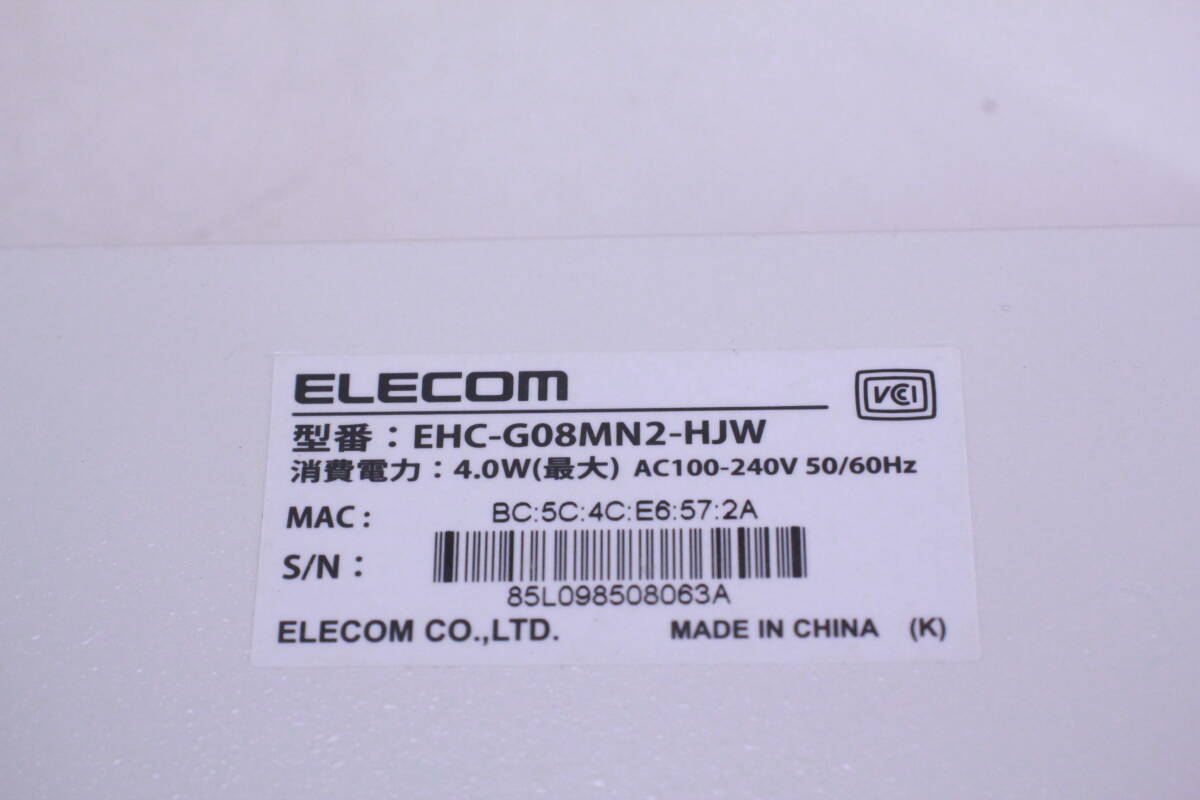 ELECOM
VCCI
型番：EHC-G08MN2-HJW
消費電力：4.0W(最大) AC100-240V 50/60Hz
MAC: BC:5C:4C:E6:57:2A
S/N：
85L098508063A
ELECOM CO.,LTD. MADE IN CHINA (K)